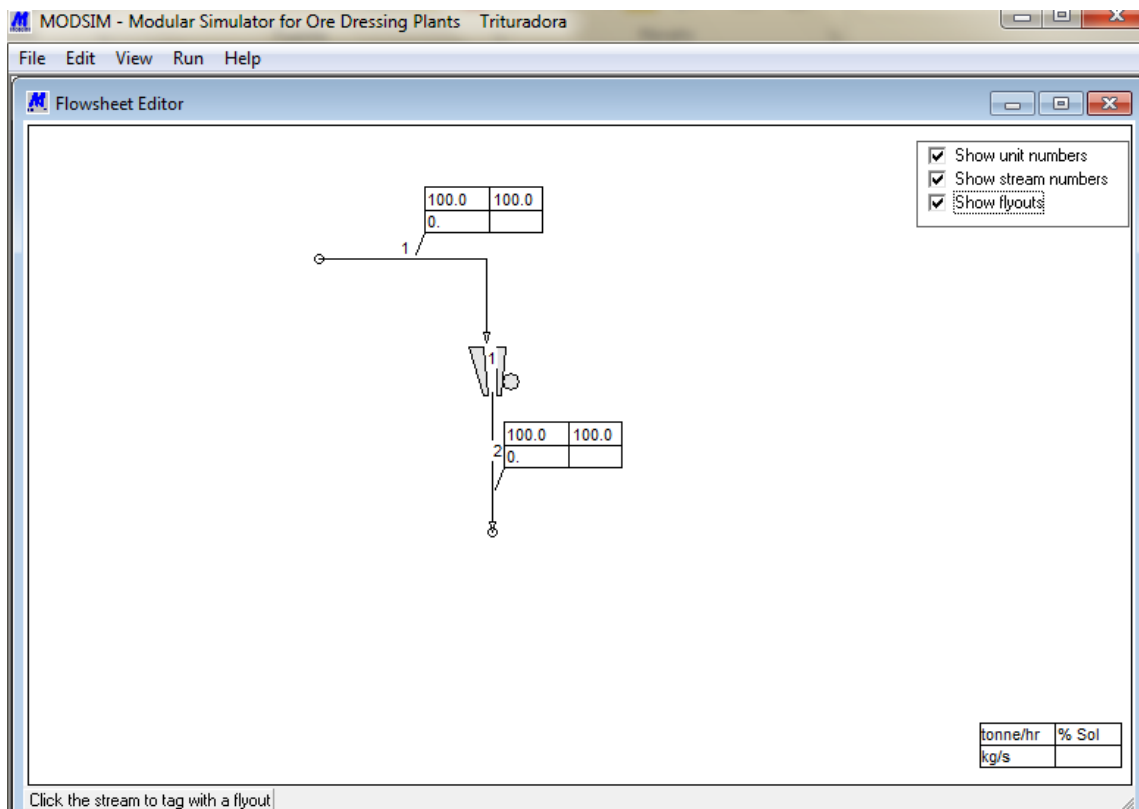 MODSIM - Modular Simulator for Ore Dressing Plants Trituradora
File Edit View Run Help
Flowsheet Editor
Show unit numbers
Show stream numbers
Show flyouts
100.0 100.0
0.
1
1
100.0 100.0
2 0.
tonne/hr % Sol
kg/s
Click the stream to tag with a flyout